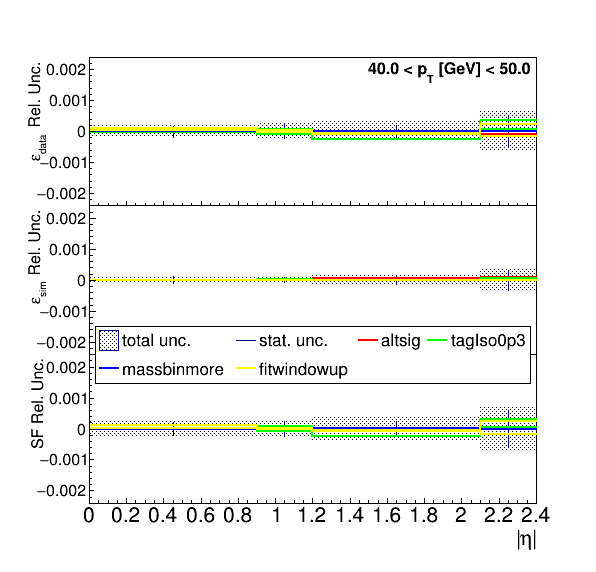 40.0 < p_T [GeV] < 50.0
ε_data Rel. Unc.
0.002
0.001
0
−0.001
−0.002
ε_sim Rel. Unc.
0.002
0.001
0
−0.001
−0.002
total unc. stat. unc. altsig tagIso0p3
massbinmore fitwindowup
SF Rel. Unc.
0.002
0.001
0
−0.001
−0.002
0 0.2 0.4 0.6 0.8 1 1.2 1.4 1.6 1.8 2 2.2 2.4
|η|